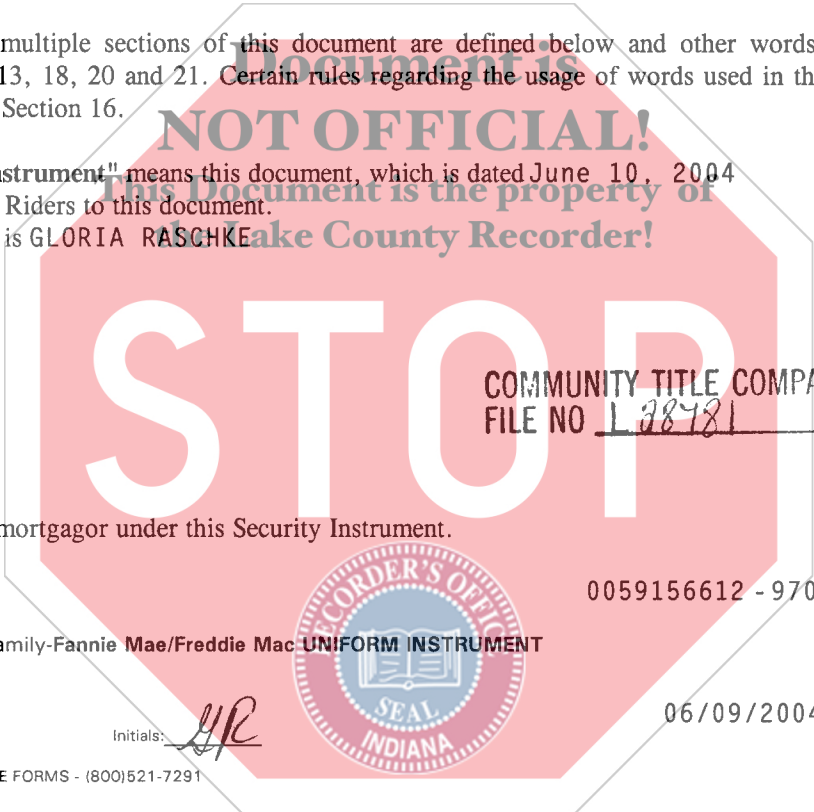 multiple sections of this document are defined below and other words
13, 18, 20 and 21. Certain rules regarding the usage of words used in th
Section 16.
Document is
NOT OFFICIAL!
This Document is the property of
the Lake County Recorder!
strument" means this document, which is dated June 10, 2004
Riders to this document.
is GLORIA RASCHKE
STOP
COMMUNITY TITLE COMPA
FILE NO L 28781
mortgagor under this Security Instrument.
RECORDER'S OFFICE
SEAL
INDIANA
0059156612 - 970
amily-Fannie Mae/Freddie Mac UNIFORM INSTRUMENT
06/09/2004
Initials: GR
E FORMS - (800)521-7291